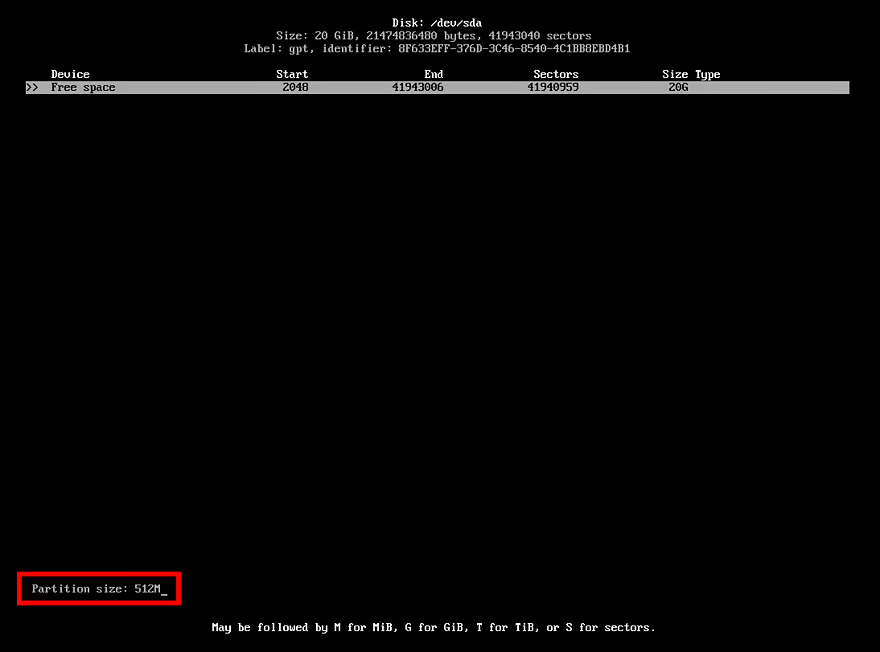 Disk: /dev/sda
Size: 20 GiB, 21474836480 bytes, 41943040 sectors
Label: gpt, identifier: 8F633EFF-376D-3C46-8540-4C1BB8EBD4B1
Device Start End Sectors Size Type
>> Free space 2048 41943006 41940959 20G
Partition size: 512M_
May be followed by M for MiB, G for GiB, T for TiB, or S for sectors.